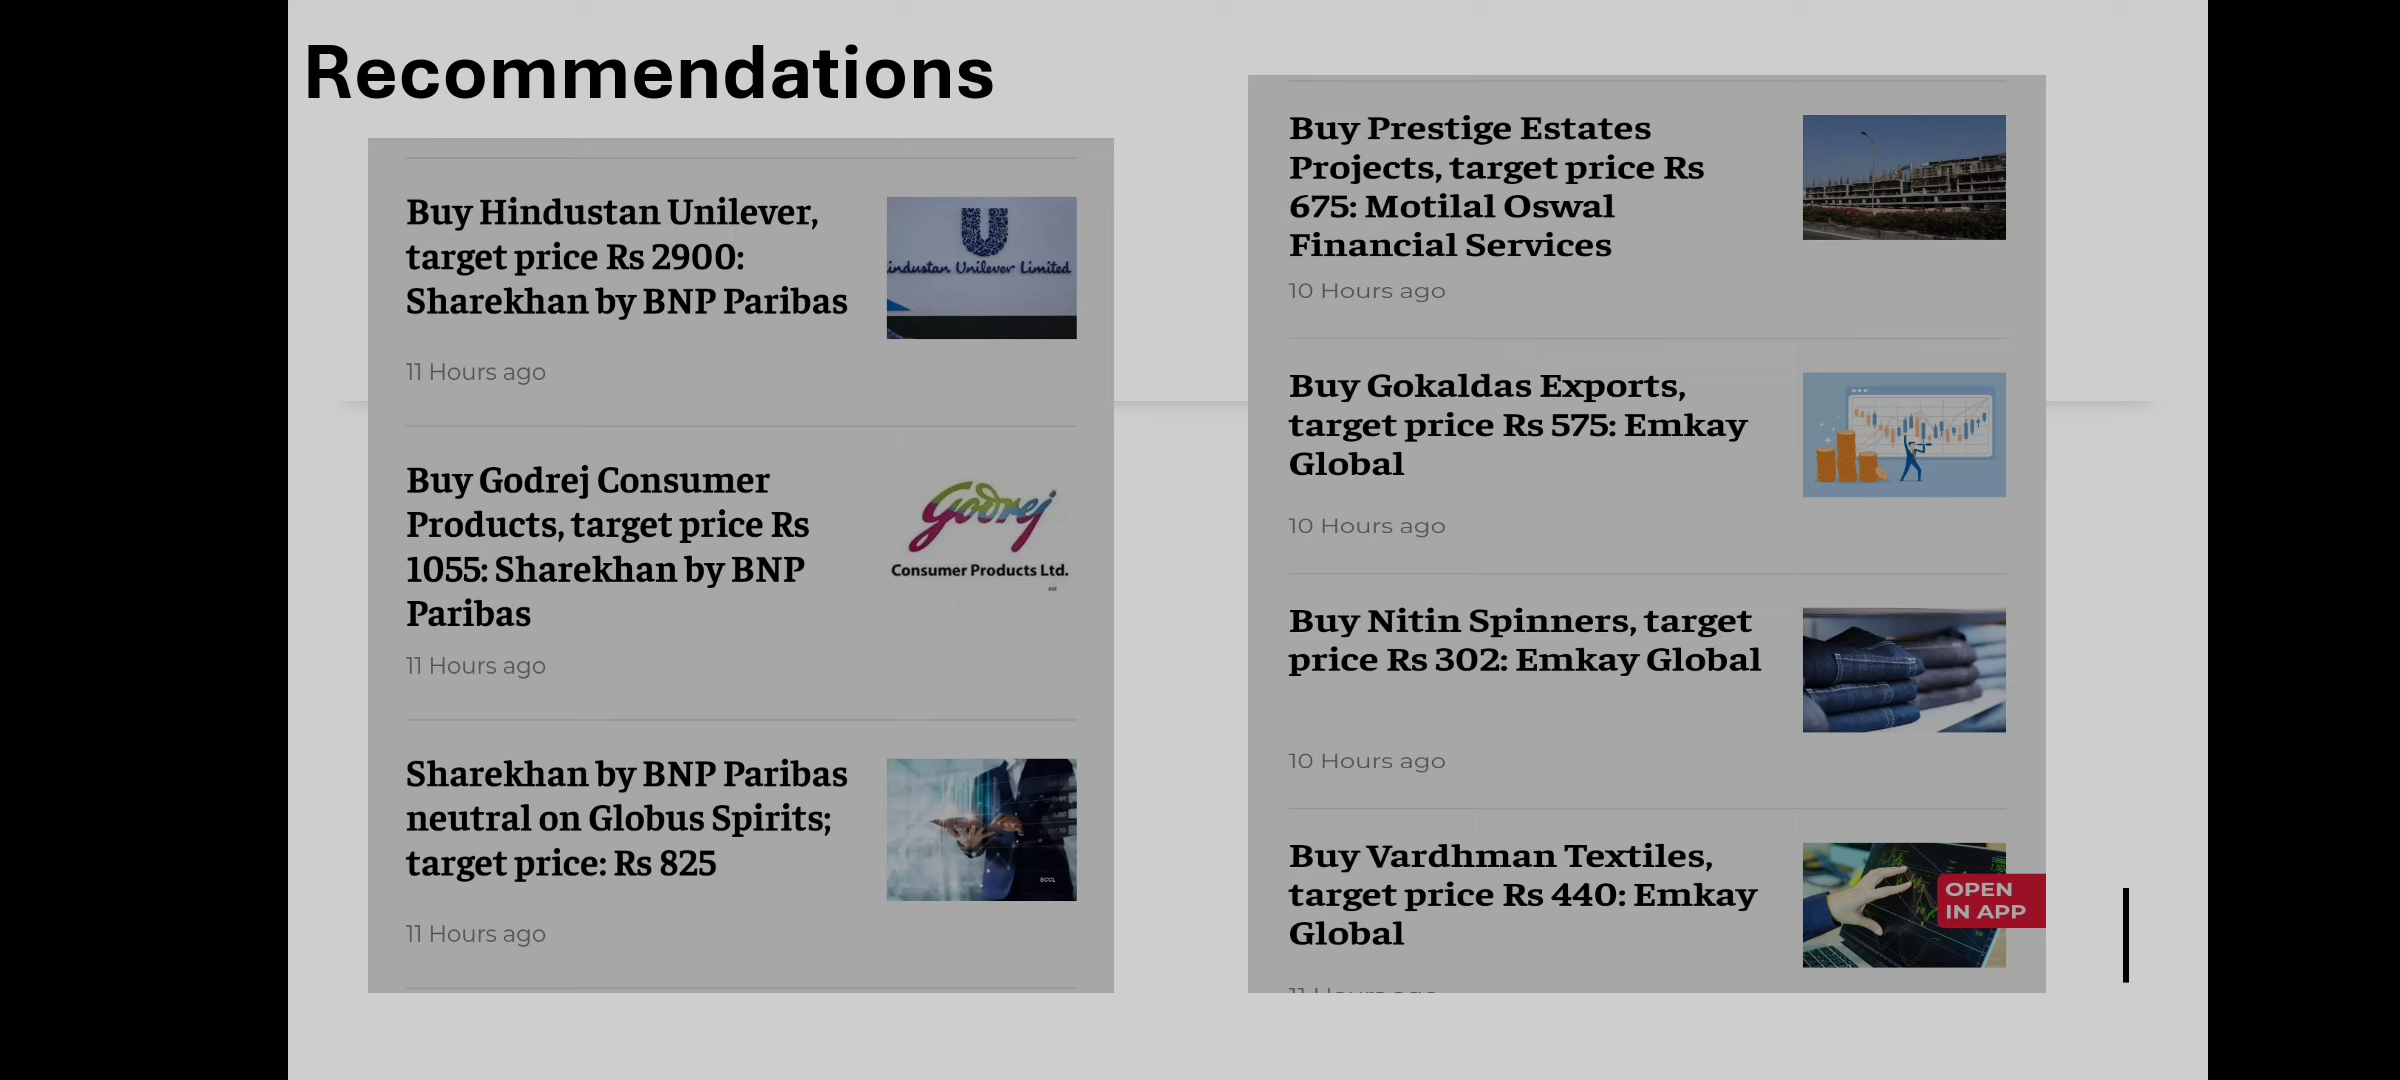 Recommendations
Buy Hindustan Unilever,
target price Rs 2900:
Sharekhan by BNP Paribas
11 Hours ago
Hindustan Unilever Limited
Buy Godrej Consumer
Products, target price Rs
1055: Sharekhan by BNP
Paribas
11 Hours ago
Godrej
Consumer Products Ltd.
Sharekhan by BNP Paribas
neutral on Globus Spirits;
target price: Rs 825
11 Hours ago
BCCL
Buy Prestige Estates
Projects, target price Rs
675: Motilal Oswal
Financial Services
10 Hours ago
Buy Gokaldas Exports,
target price Rs 575: Emkay
Global
10 Hours ago
Buy Nitin Spinners, target
price Rs 302: Emkay Global
10 Hours ago
Buy Vardhman Textiles,
target price Rs 440: Emkay
Global
OPEN
IN APP
11 Hours ago